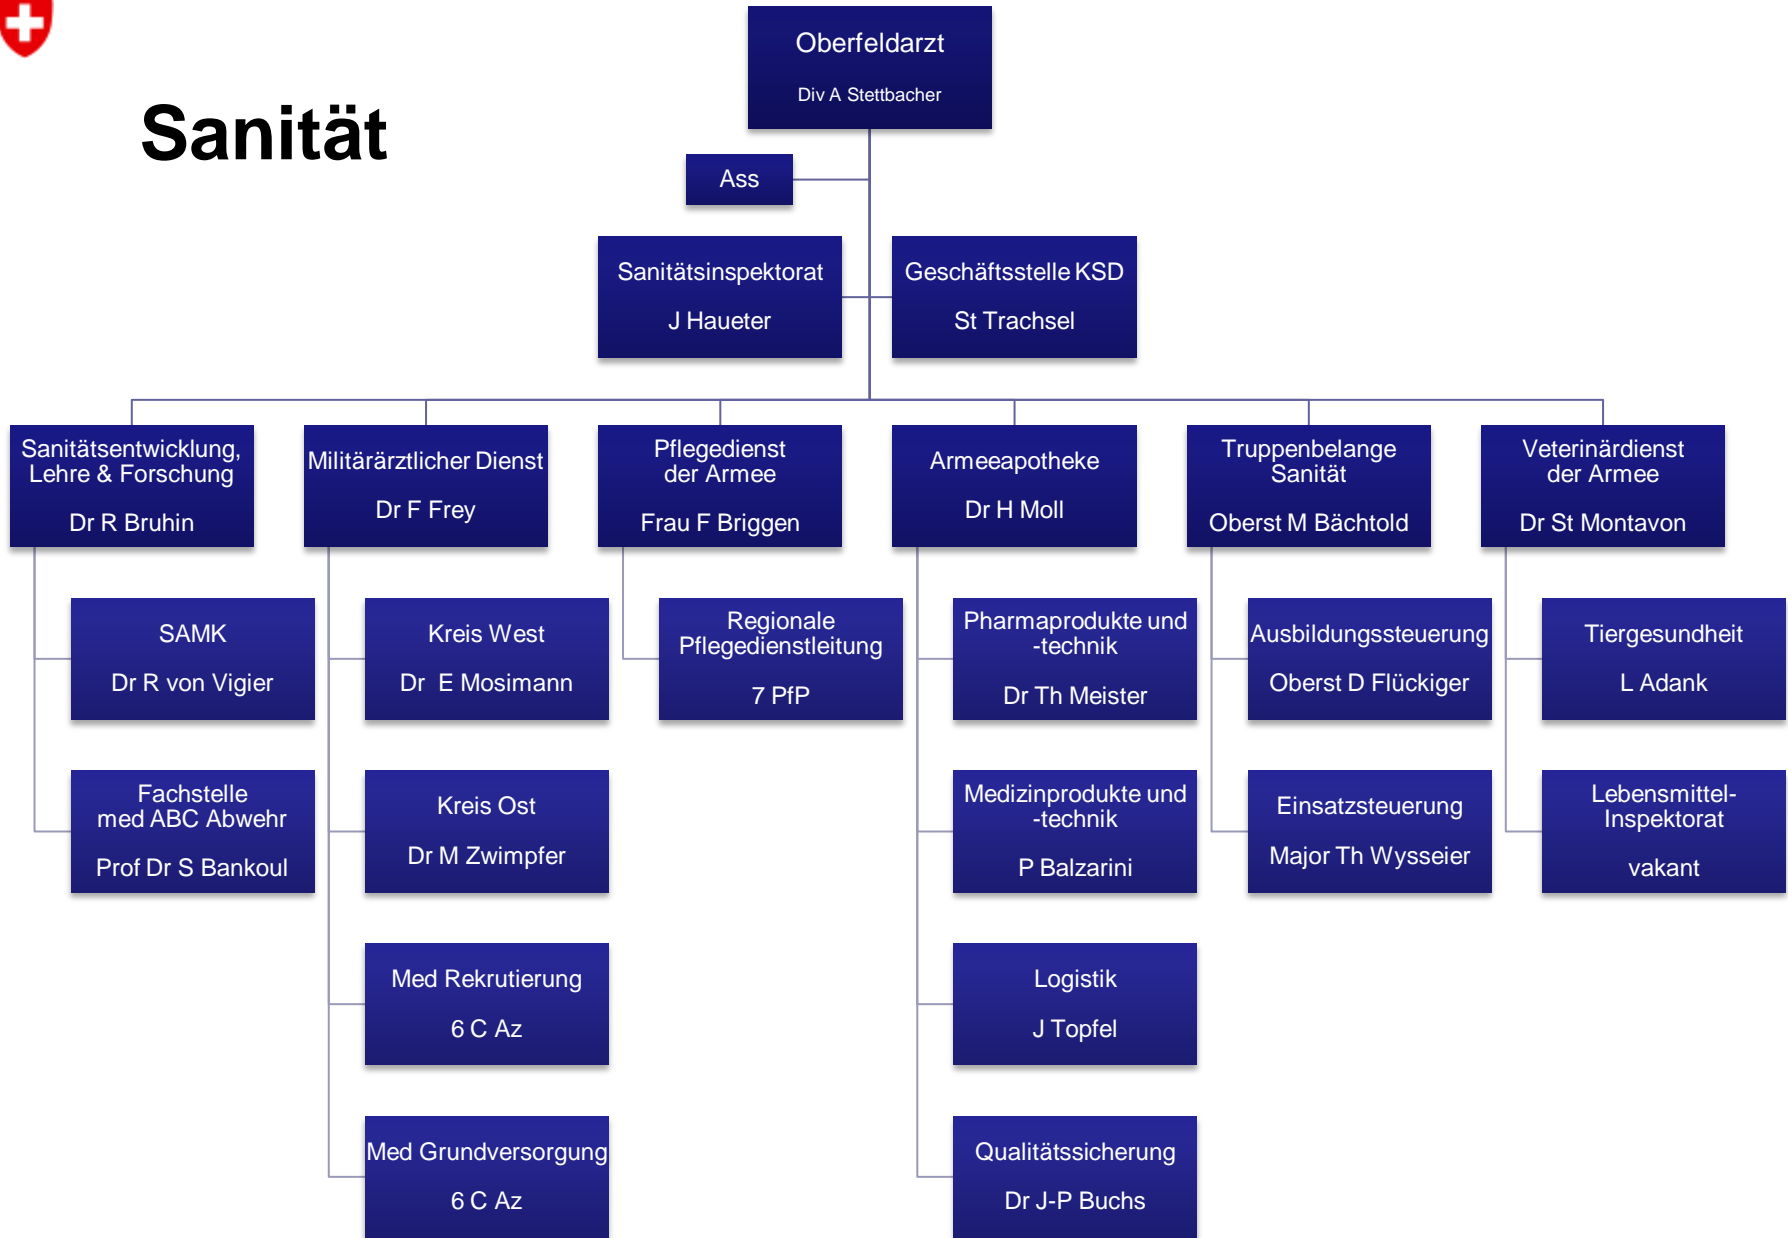 Sanität
Oberfeldarzt
Div A Stettbacher
Ass
Sanitätsinspektorat
J Haueter
Geschäftsstelle KSD
St Trachsel
Sanitätsentwicklung,
Lehre & Forschung
Dr R Bruhin
Militärärztlicher Dienst
Dr F Frey
Pflegedienst
der Armee
Frau F Briggen
Armeeapotheke
Dr H Moll
Truppenbelange
Sanität
Oberst M Bächtold
Veterinärdienst
der Armee
Dr St Montavon
SAMK
Dr R von Vigier
Kreis West
Dr E Mosimann
Regionale
Pflegedienstleitung
7 PfP
Pharmaprodukte und
-technik
Dr Th Meister
Ausbildungssteuerung
Oberst D Flückiger
Tiergesundheit
L Adank
Fachstelle
med ABC Abwehr
Prof Dr S Bankoul
Kreis Ost
Dr M Zwimpfer
Medizinprodukte und
-technik
P Balzarini
Einsatzsteuerung
Major Th Wysseier
Lebensmittel-
Inspektorat
vakant
Med Rekrutierung
6 C Az
Logistik
J Topfel
Med Grundversorgung
6 C Az
Qualitätssicherung
Dr J-P Buchs